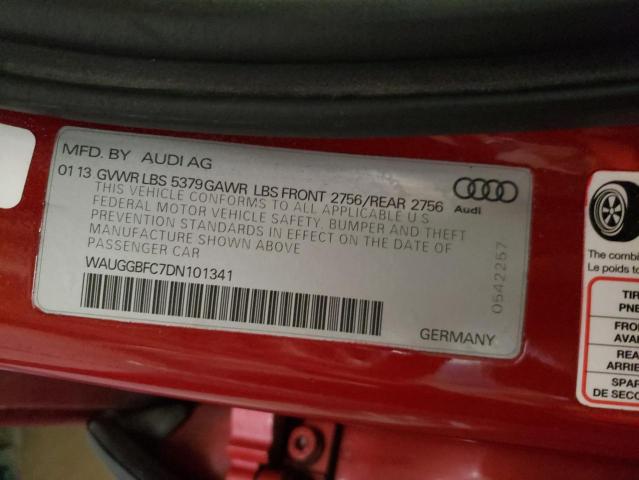 MFD. BY AUDI AG
01 13 GVWR LBS 5379 GAWR LBS FRONT 2756/REAR 2756
THIS VEHICLE CONFORMS TO ALL APPLICABLE U S
FEDERAL MOTOR VEHICLE SAFETY, BUMPER AND THEFT
PREVENTION STANDARDS IN EFFECT ON THE DATE OF
MANUFACTURE SHOWN ABOVE
PASSENGER CAR
WAUGGBFC7DN101341
GERMANY
Audi
0542257
The combi
Le poids to
TIR
PNE
FRO
AVA
REA
ARRIE
SPAR
DE SECO